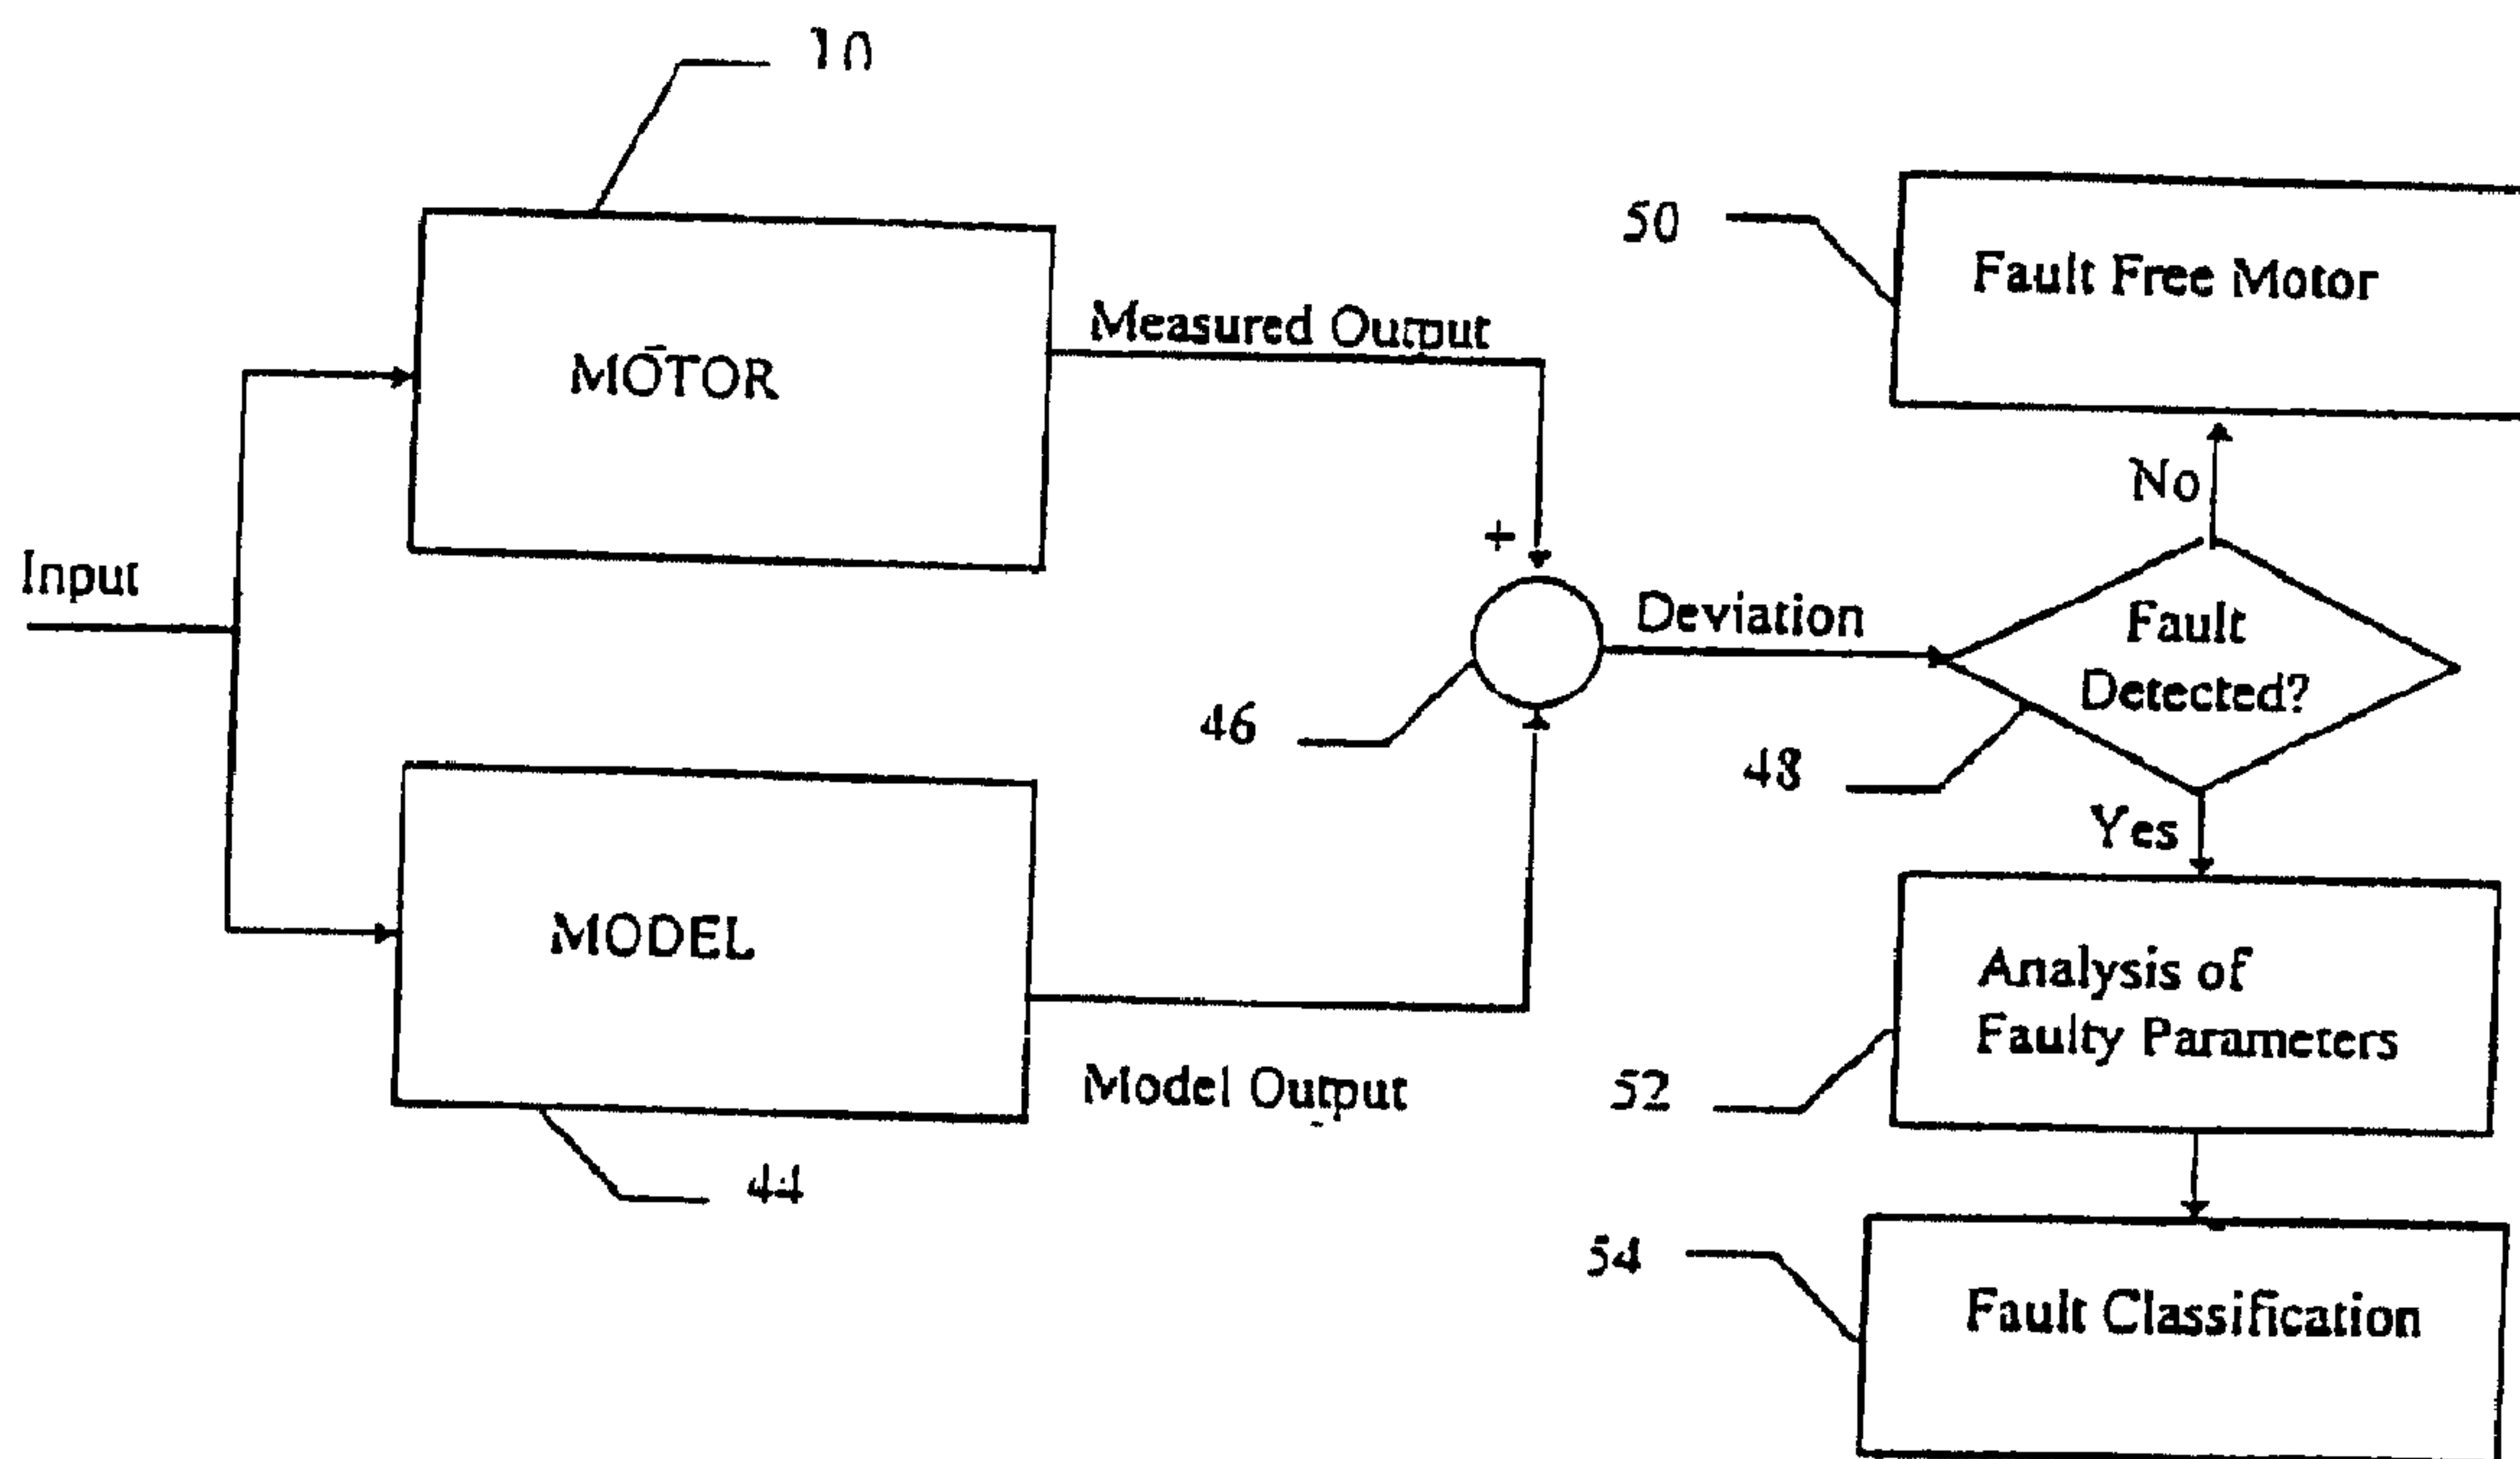 10
50
Fault Free Motor
Measured Output
MOTOR
No
+
Input
Deviation
Fault
Detected?
46
48
Yes
MODEL
Analysis of
Faulty Parameters
Model Output
52
44
54
Fault Classification